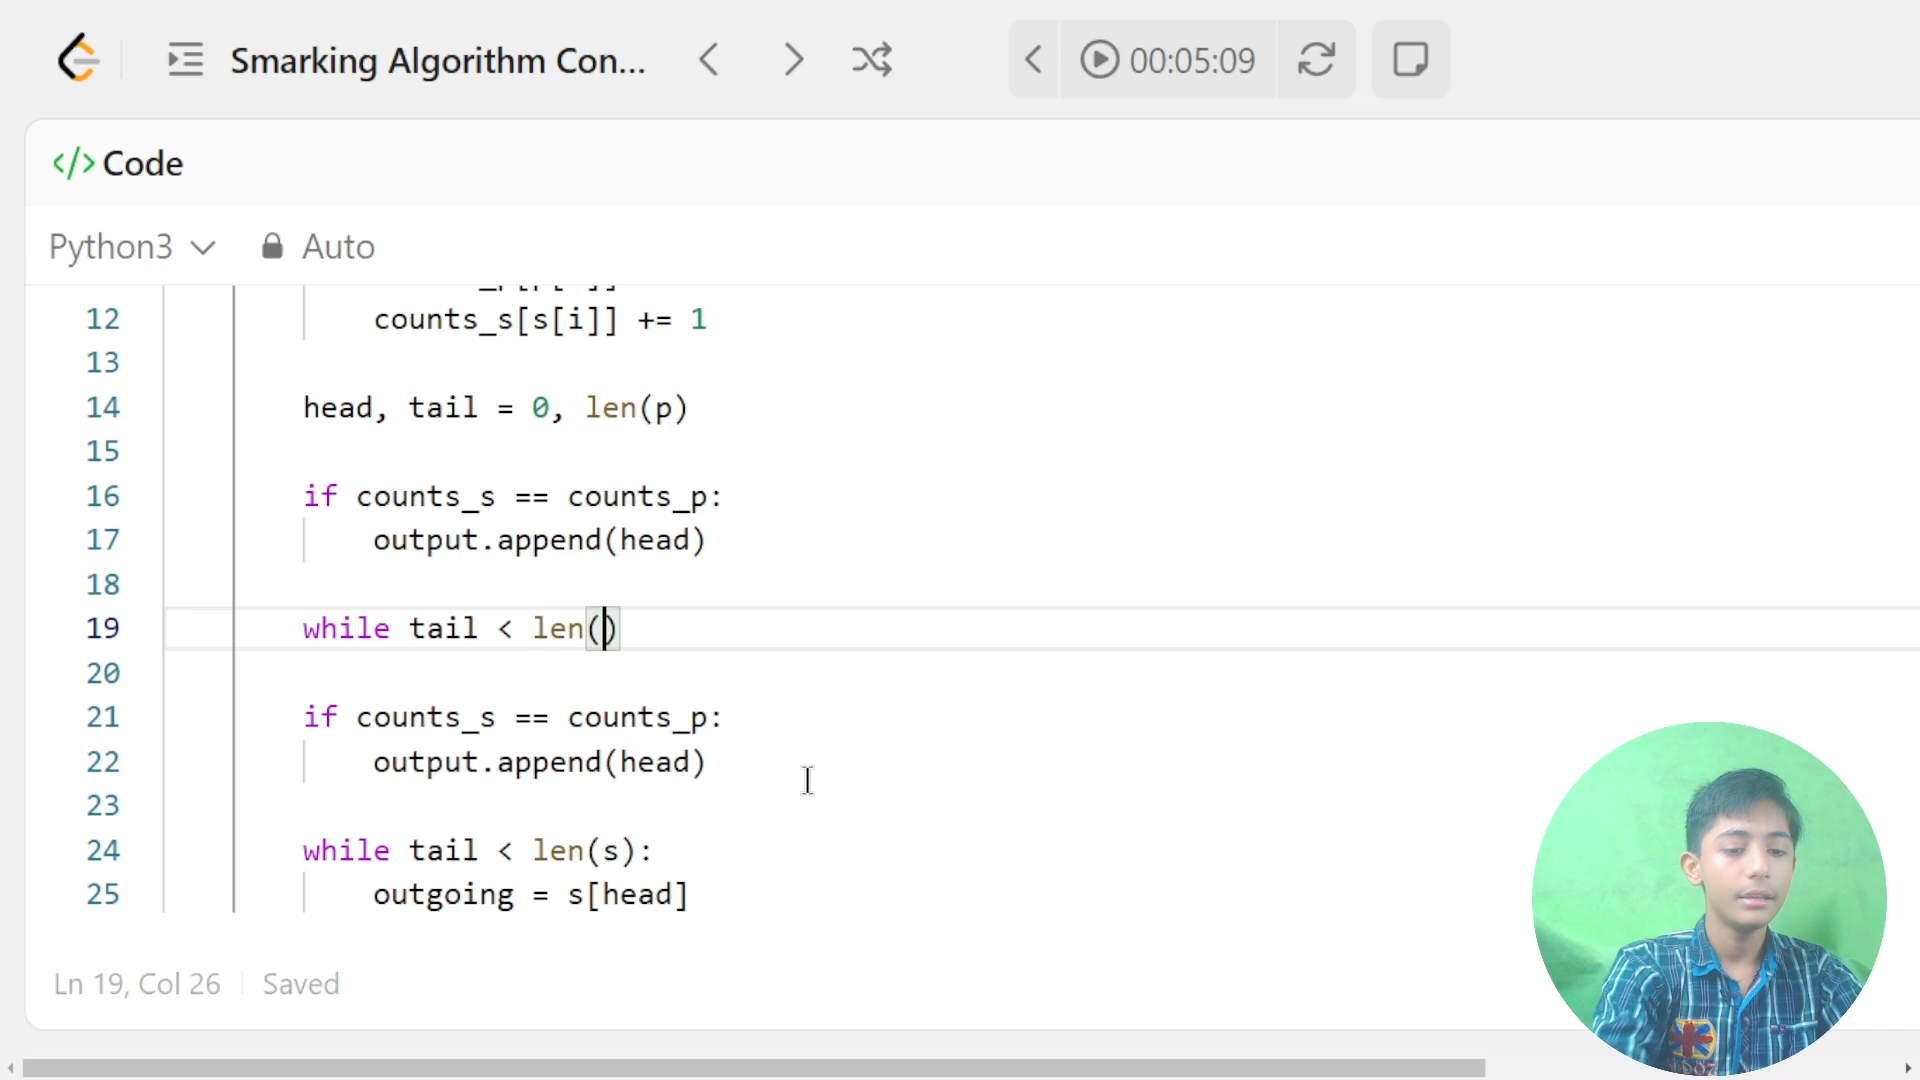 Smarking Algorithm Con...
00:05:09
</> Code
Python3
Auto
12 counts_s[s[i]] += 1
13
14 head, tail = 0, len(p)
15
16 if counts_s == counts_p:
17 output.append(head)
18
19 while tail < len()
20
21 if counts_s == counts_p:
22 output.append(head)
23
24 while tail < len(s):
25 outgoing = s[head]
Ln 19, Col 26
Saved